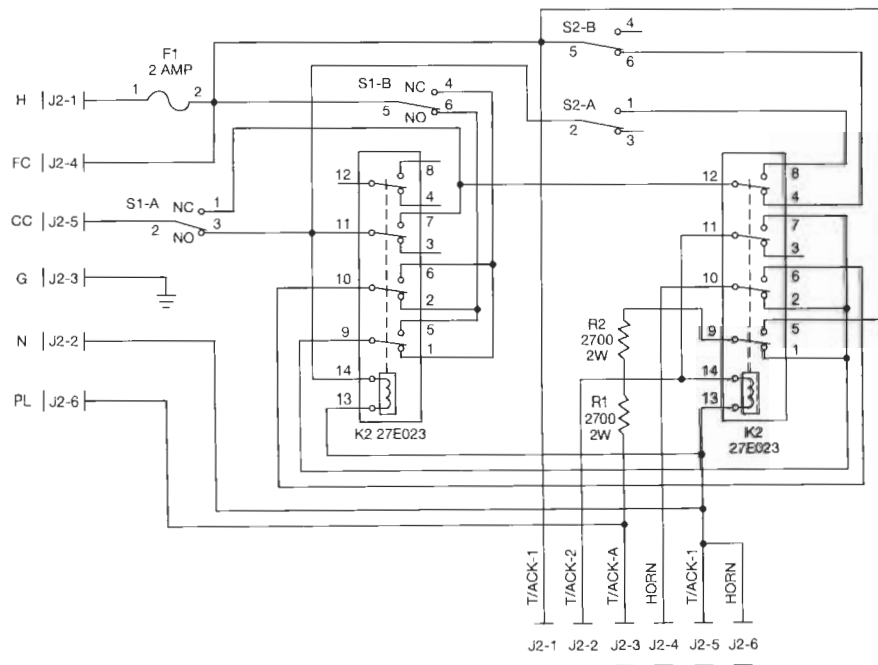 F1
2 AMP
1
2
H
J2-1
FC
J2-4
CC
J2-5
G
J2-3
N
J2-2
PL
J2-6
S1-A
NC
1
2
NO
3
S1-B
NC
4
5
6
NO
S2-B
4
5
6
S2-A
1
2
3
12
8
4
11
7
3
10
6
2
9
5
1
14
13
K2 27E023
R2
2700
2W
R1
2700
2W
12
8
4
11
7
3
10
6
2
9
5
1
14
13
K2
27E023
T/ACK-1
T/ACK-2
T/ACK-A
HORN
T/ACK-1
HORN
J2-1
J2-2
J2-3
J2-4
J2-5
J2-6